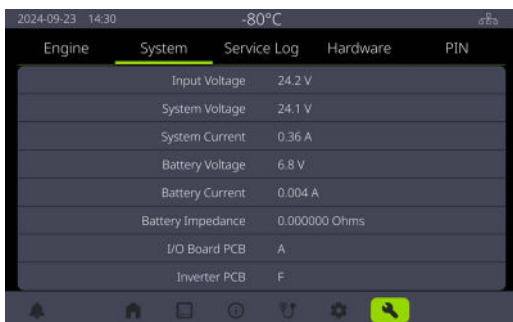 2024-09-23 14:30 -80°C
Engine System Service Log Hardware PIN
Input Voltage 24.2 V
System Voltage 24.1 V
System Current 0.36 A
Battery Voltage 6.8 V
Battery Current 0.004 A
Battery Impedance 0.000000 Ohms
I/O Board PCB A
Inverter PCB F